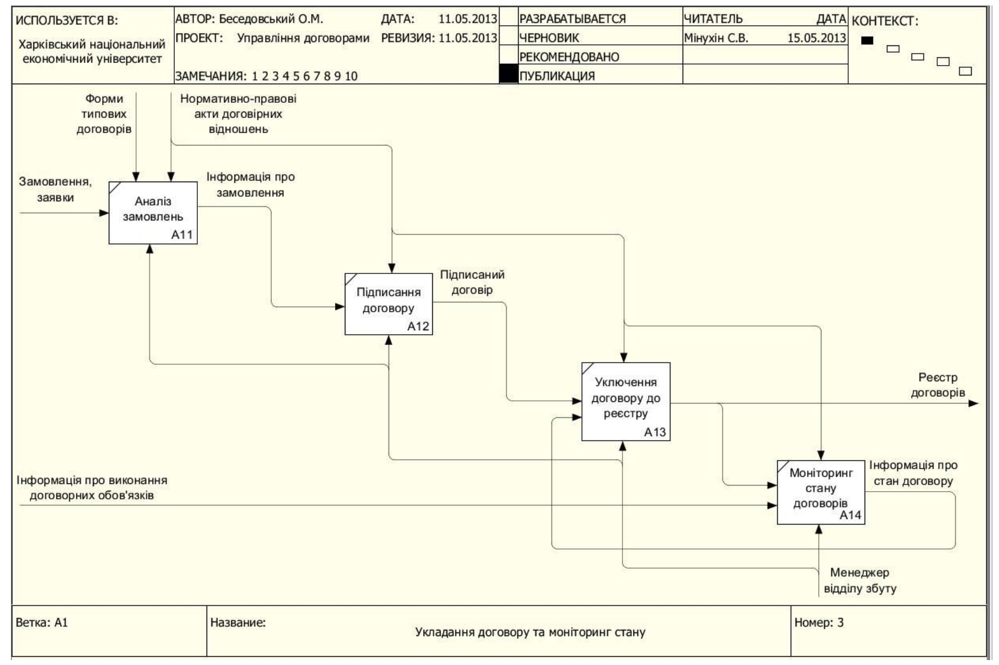 ИСПОЛЬЗУЕТСЯ В:
Харківський національний
економічний університет
АВТОР: Беседовський О.М.
ДАТА: 11.05.2013
ПРОЕКТ: Управління договорами
РЕВИЗИЯ: 11.05.2013
ЗАМЕЧАНИЯ: 1 2 3 4 5 6 7 8 9 10
РАЗРАБАТЫВАЕТСЯ
ЧЕРНОВИК
РЕКОМЕНДОВАНО
ПУБЛИКАЦИЯ
ЧИТАТЕЛЬ ДАТА
Мінухін С.В. 15.05.2013
КОНТЕКСТ:
Форми
типових
договорів
Нормативно-правові
акти договірних
відношень
Замовлення,
заявки
Аналіз
замовлень
A11
Інформація про
замовлення
Підписання
договору
A12
Підписаний
договір
Уключення
договору до
реєстру
A13
Реєстр
договорів
Інформація про виконання
договорних обов'язків
Моніторинг
стану
договорів
A14
Інформація про
стан договору
Менеджер
відділу збуту
Ветка: A1
Название:
Укладання договору та моніторинг стану
Номер: 3